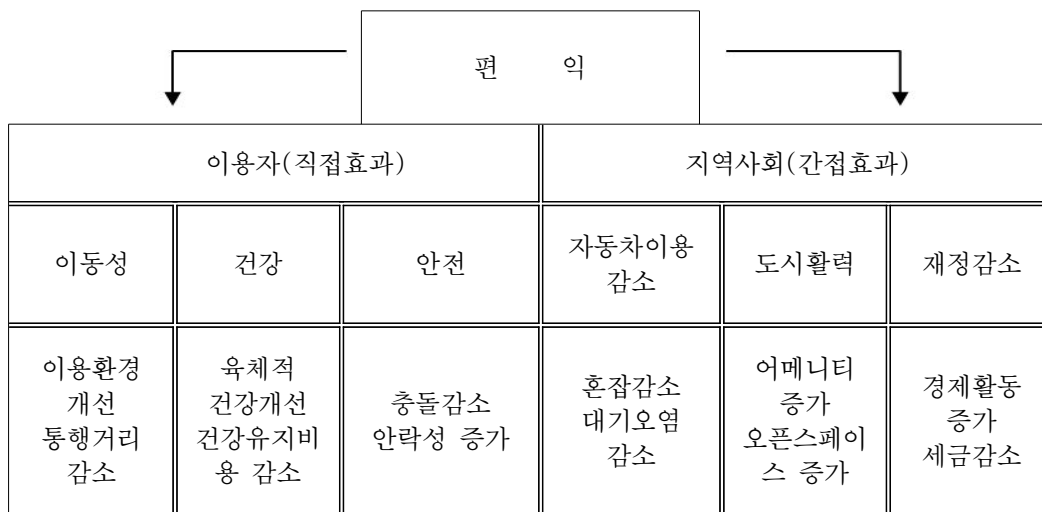 편 익
이용자(직접효과)
지역사회(간접효과)
이동성
건강
안전
자동차이용
감소
도시활력
재정감소
이용환경
개선
통행거리
감소
육체적
건강개선
건강유지비
용 감소
충돌감소
안락성 증가
혼잡감소
대기오염
감소
어메니티
증가
오픈스페이
스 증가
경제활동
증가
세금감소